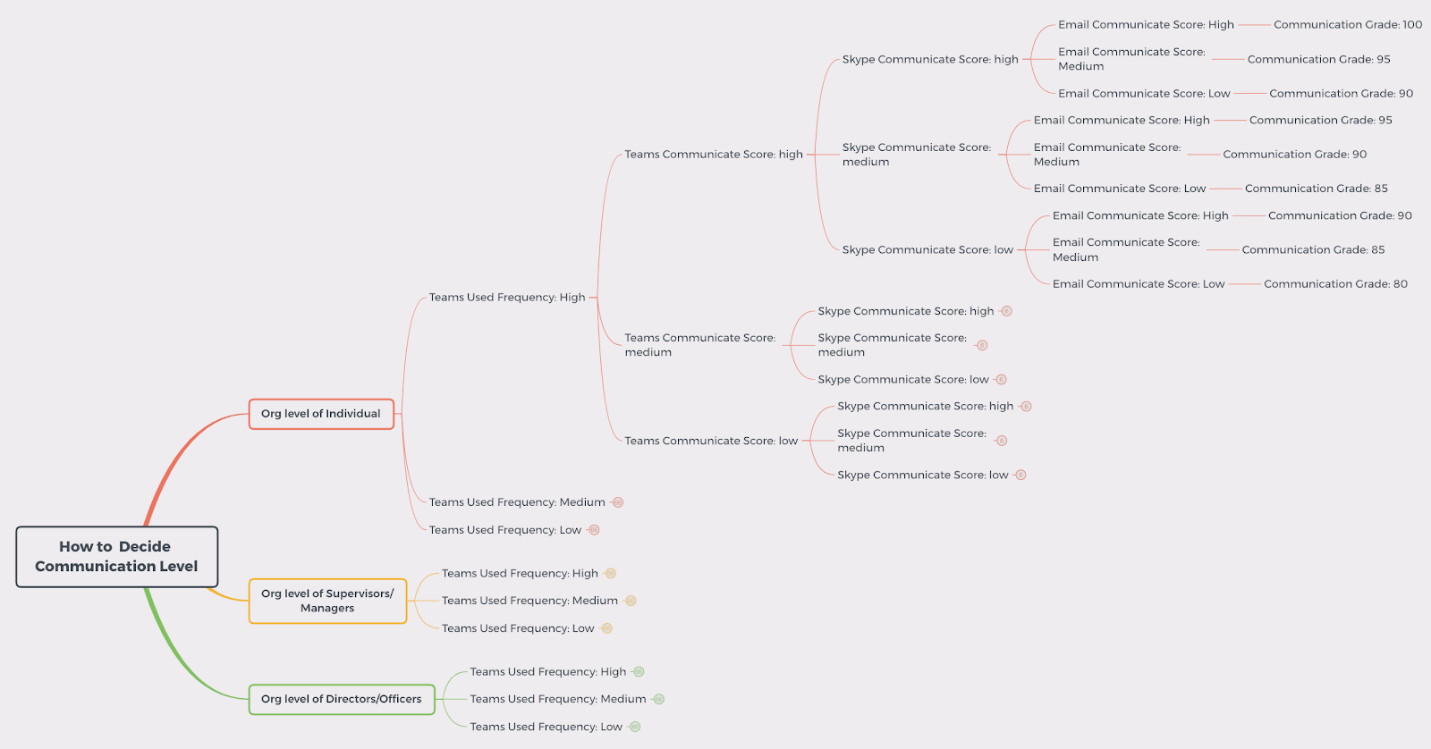 How to  Decide
Communication Level
Org level of Individual
Teams Used Frequency: High
Teams Communicate Score: high
Skype Communicate Score: high
Email Communicate Score: High
Communication Grade: 100
Email Communicate Score:
Medium
Communication Grade: 95
Email Communicate Score: Low
Communication Grade: 90
Skype Communicate Score:
medium
Email Communicate Score: High
Communication Grade: 95
Email Communicate Score:
Medium
Communication Grade: 90
Email Communicate Score: Low
Communication Grade: 85
Skype Communicate Score: low
Email Communicate Score: High
Communication Grade: 90
Email Communicate Score:
Medium
Communication Grade: 85
Email Communicate Score: Low
Communication Grade: 80
Teams Communicate Score:
medium
Skype Communicate Score: high
Skype Communicate Score:
medium
Skype Communicate Score: low
Teams Communicate Score: low
Skype Communicate Score: high
Skype Communicate Score:
medium
Skype Communicate Score: low
Teams Used Frequency: Medium
Teams Used Frequency: Low
Org level of Supervisors/
Managers
Teams Used Frequency: High
Teams Used Frequency: Medium
Teams Used Frequency: Low
Org level of Directors/Officers
Teams Used Frequency: High
Teams Used Frequency: Medium
Teams Used Frequency: Low